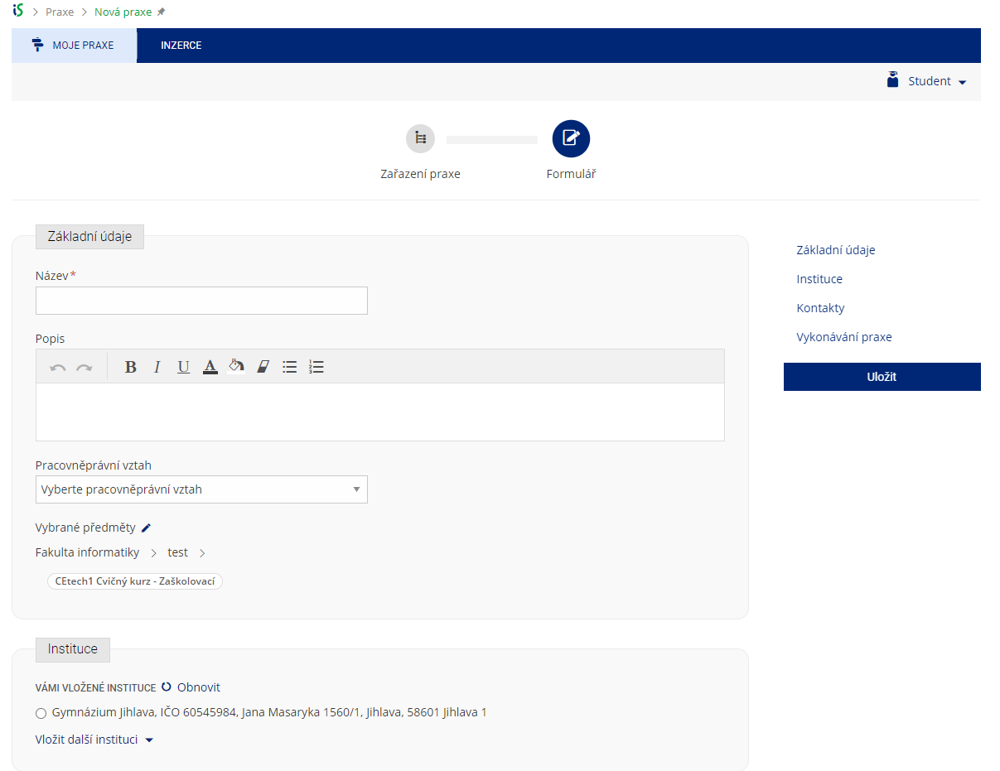 iS > Praxe > Nová praxe
MOJE PRAXE INZERCE
Student
Zařazení praxe Formulář
Základní údaje
Název*
Popis
B I U A
Pracovněprávní vztah
Vyberte pracovněprávní vztah
Vybrané předměty
Fakulta informatiky > test >
CEtech1 Cvičný kurz - Zaškolovací
Instituce
VÁMI VLOŽENÉ INSTITUCE Obnovit
Gymnázium Jihlava, IČO 60545984, Jana Masaryka 1560/1, Jihlava, 58601 Jihlava 1
Vložit další instituci
Základní údaje
Instituce
Kontakty
Vykonávání praxe
Uložit